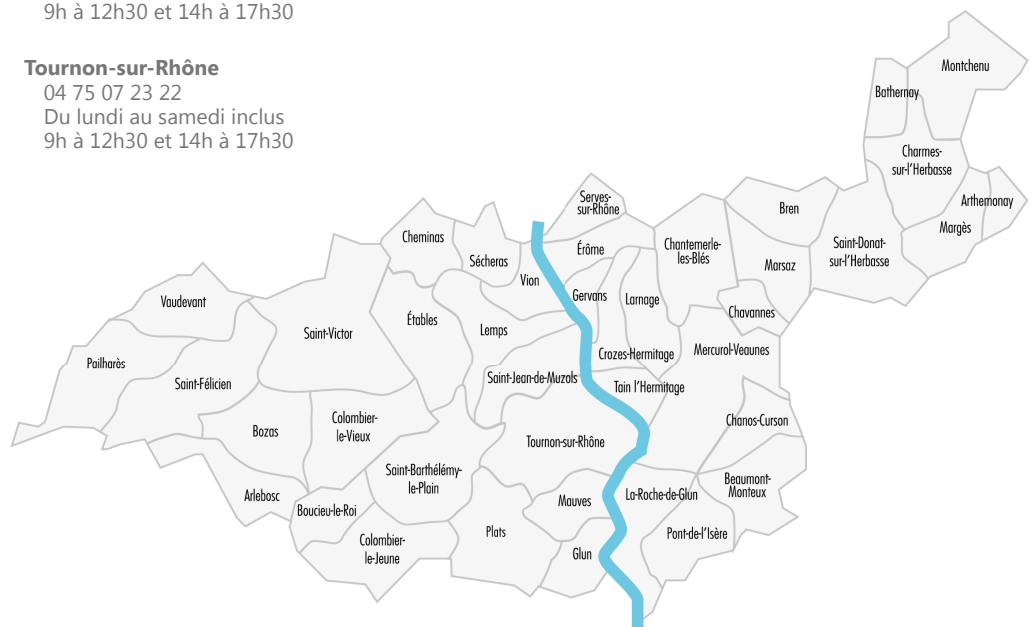 9h à 12h30 et 14h à 17h30
Tournon-sur-Rhône
04 75 07 23 22
Du lundi au samedi inclus
9h à 12h30 et 14h à 17h30
Montchenu
Bathernay
Charmes-
sur-l'Herbasse
Arthemonay
Margès
Serves-
sur-Rhône
Bren
Cheminas
Érôme
Chantemerle-
les-Blés
Saint-Donat-
sur-l'Herbasse
Sécheras
Marsaz
Vion
Vaudevant
Gervans
Larnage
Chavannes
Étables
Saint-Victor
Lemps
Crozes-Hermitage
Mercurol-Veaunes
Pailharès
Saint-Félicien
Saint-Jean-de-Muzols
Tain l'Hermitage
Colombier-
le-Vieux
Chanos-Curson
Bozas
Tournon-sur-Rhône
Saint-Barthélémy-
le-Plain
Beaumont-
Monteux
Arlebosc
La-Roche-de-Glun
Mauves
Boucieu-le-Roi
Plats
Pont-de-l'Isère
Colombier-
le-Jeune
Glun